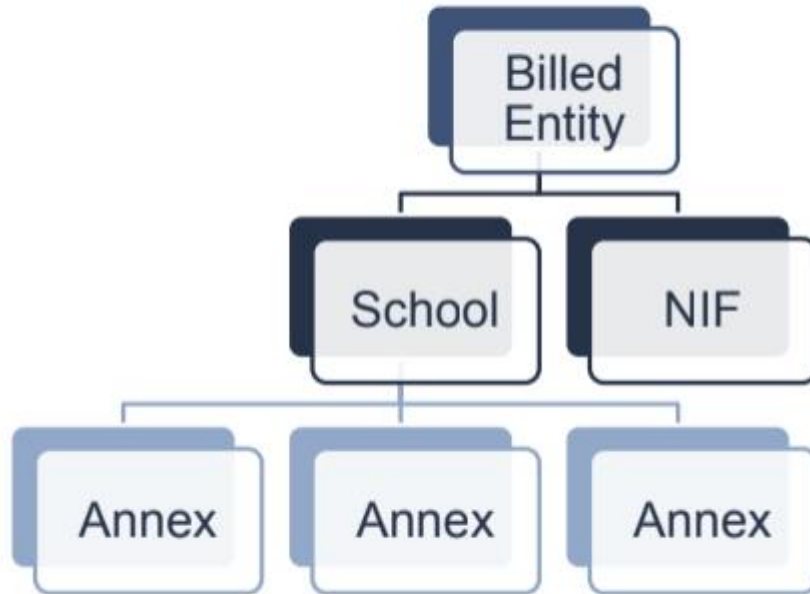 Billed
Entity
School
NIF
Annex
Annex
Annex